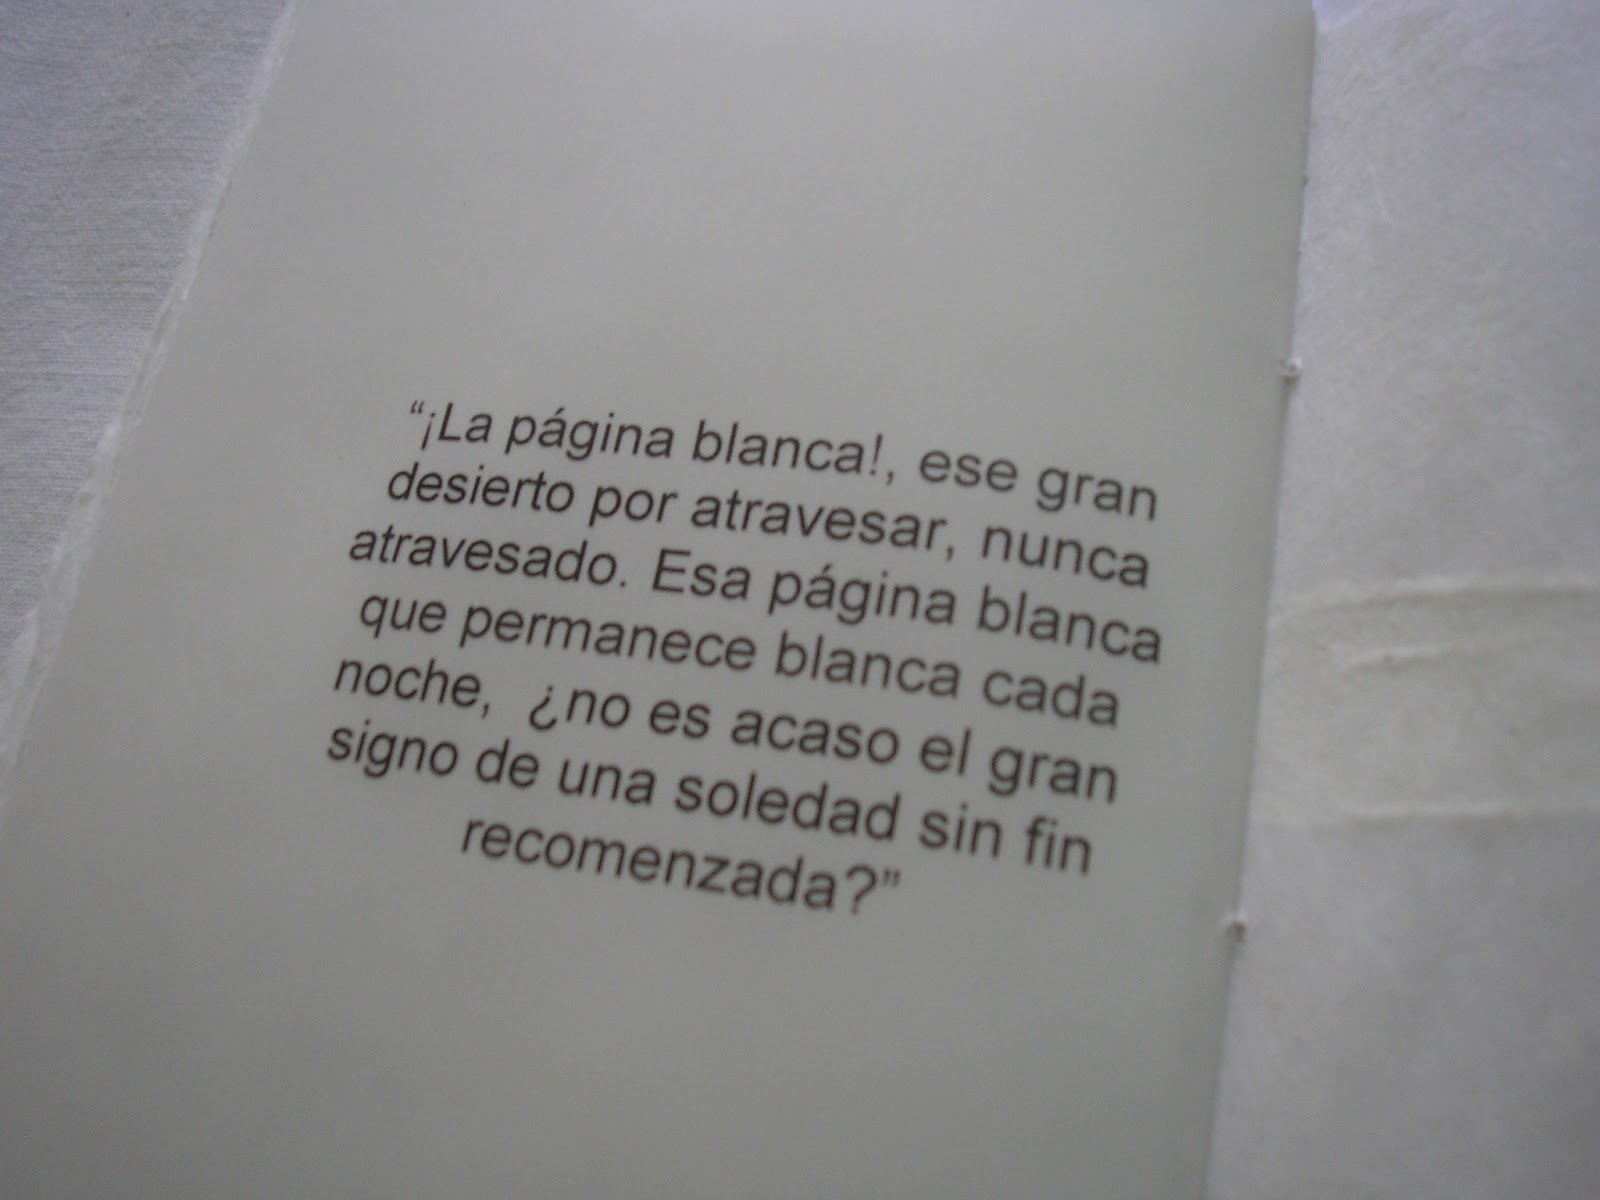 “¡La página blanca!, ese gran
desierto por atravesar, nunca
atravesado. Esa página blanca
que permanece blanca cada
noche, ¿no es acaso el gran
signo de una soledad sin fin
recomenzada?”